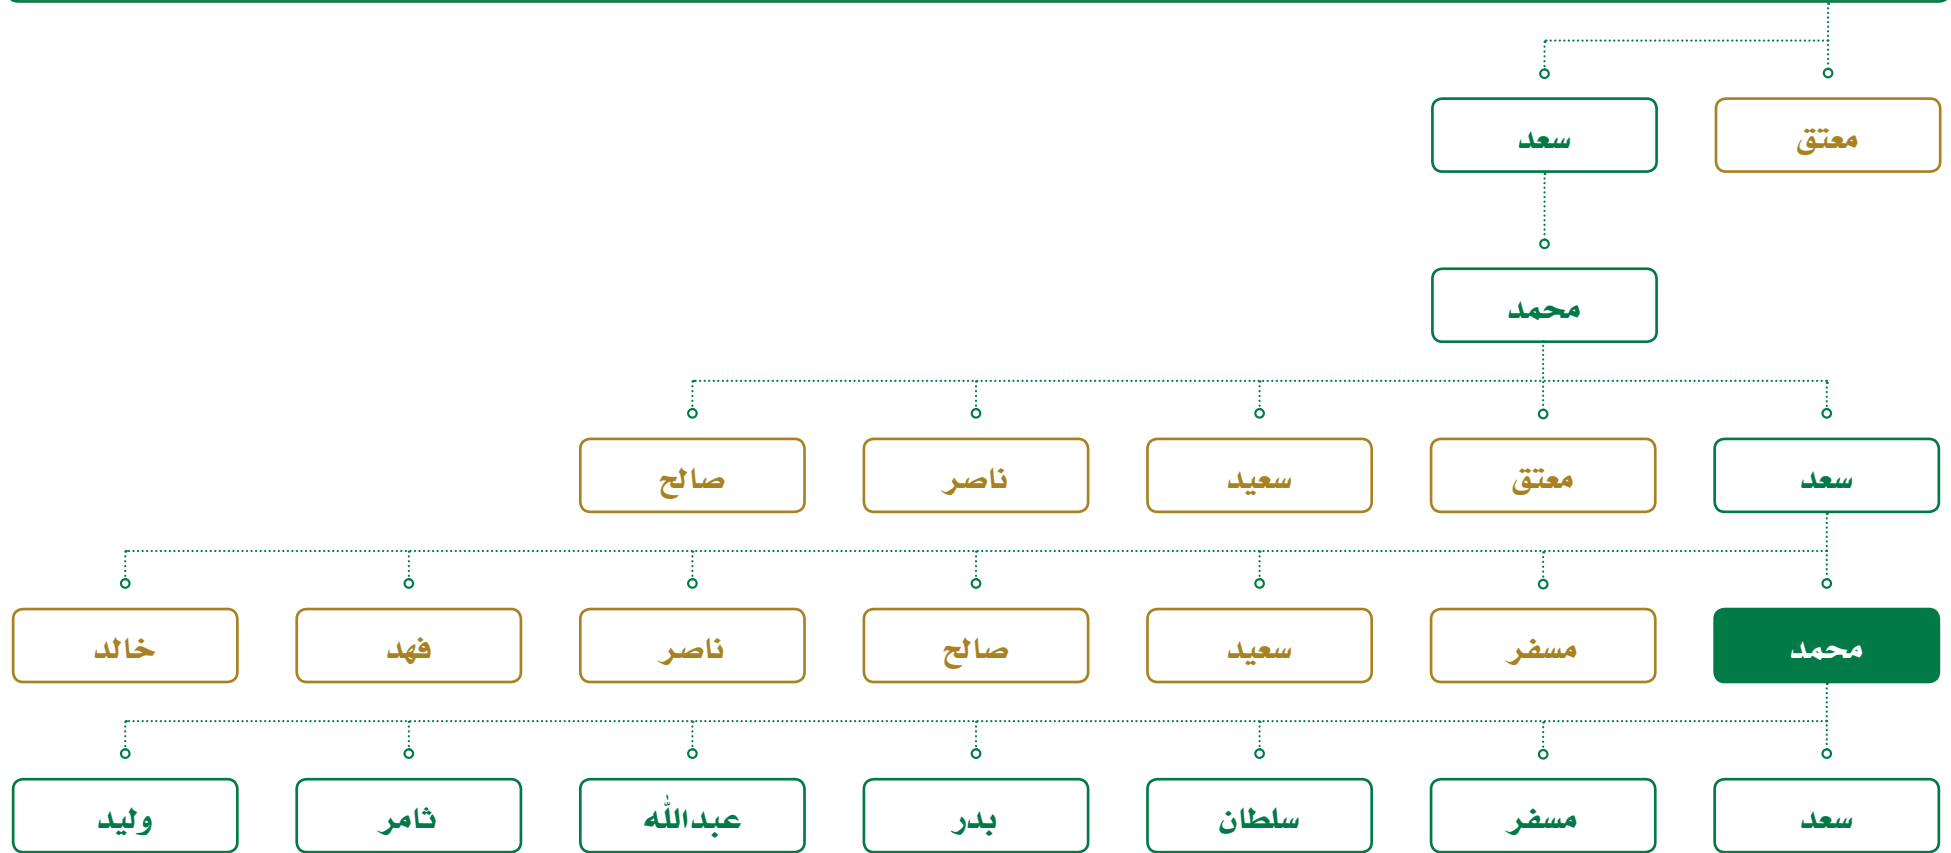 معتق
سعد
محمد
سعد
معتق
سعيد
ناصر
صالح
محمد
مسفر
سعيد
صالح
ناصر
فهد
خالد
سعد
مسفر
سلطان
بدر
عبدالله
ثامر
وليد